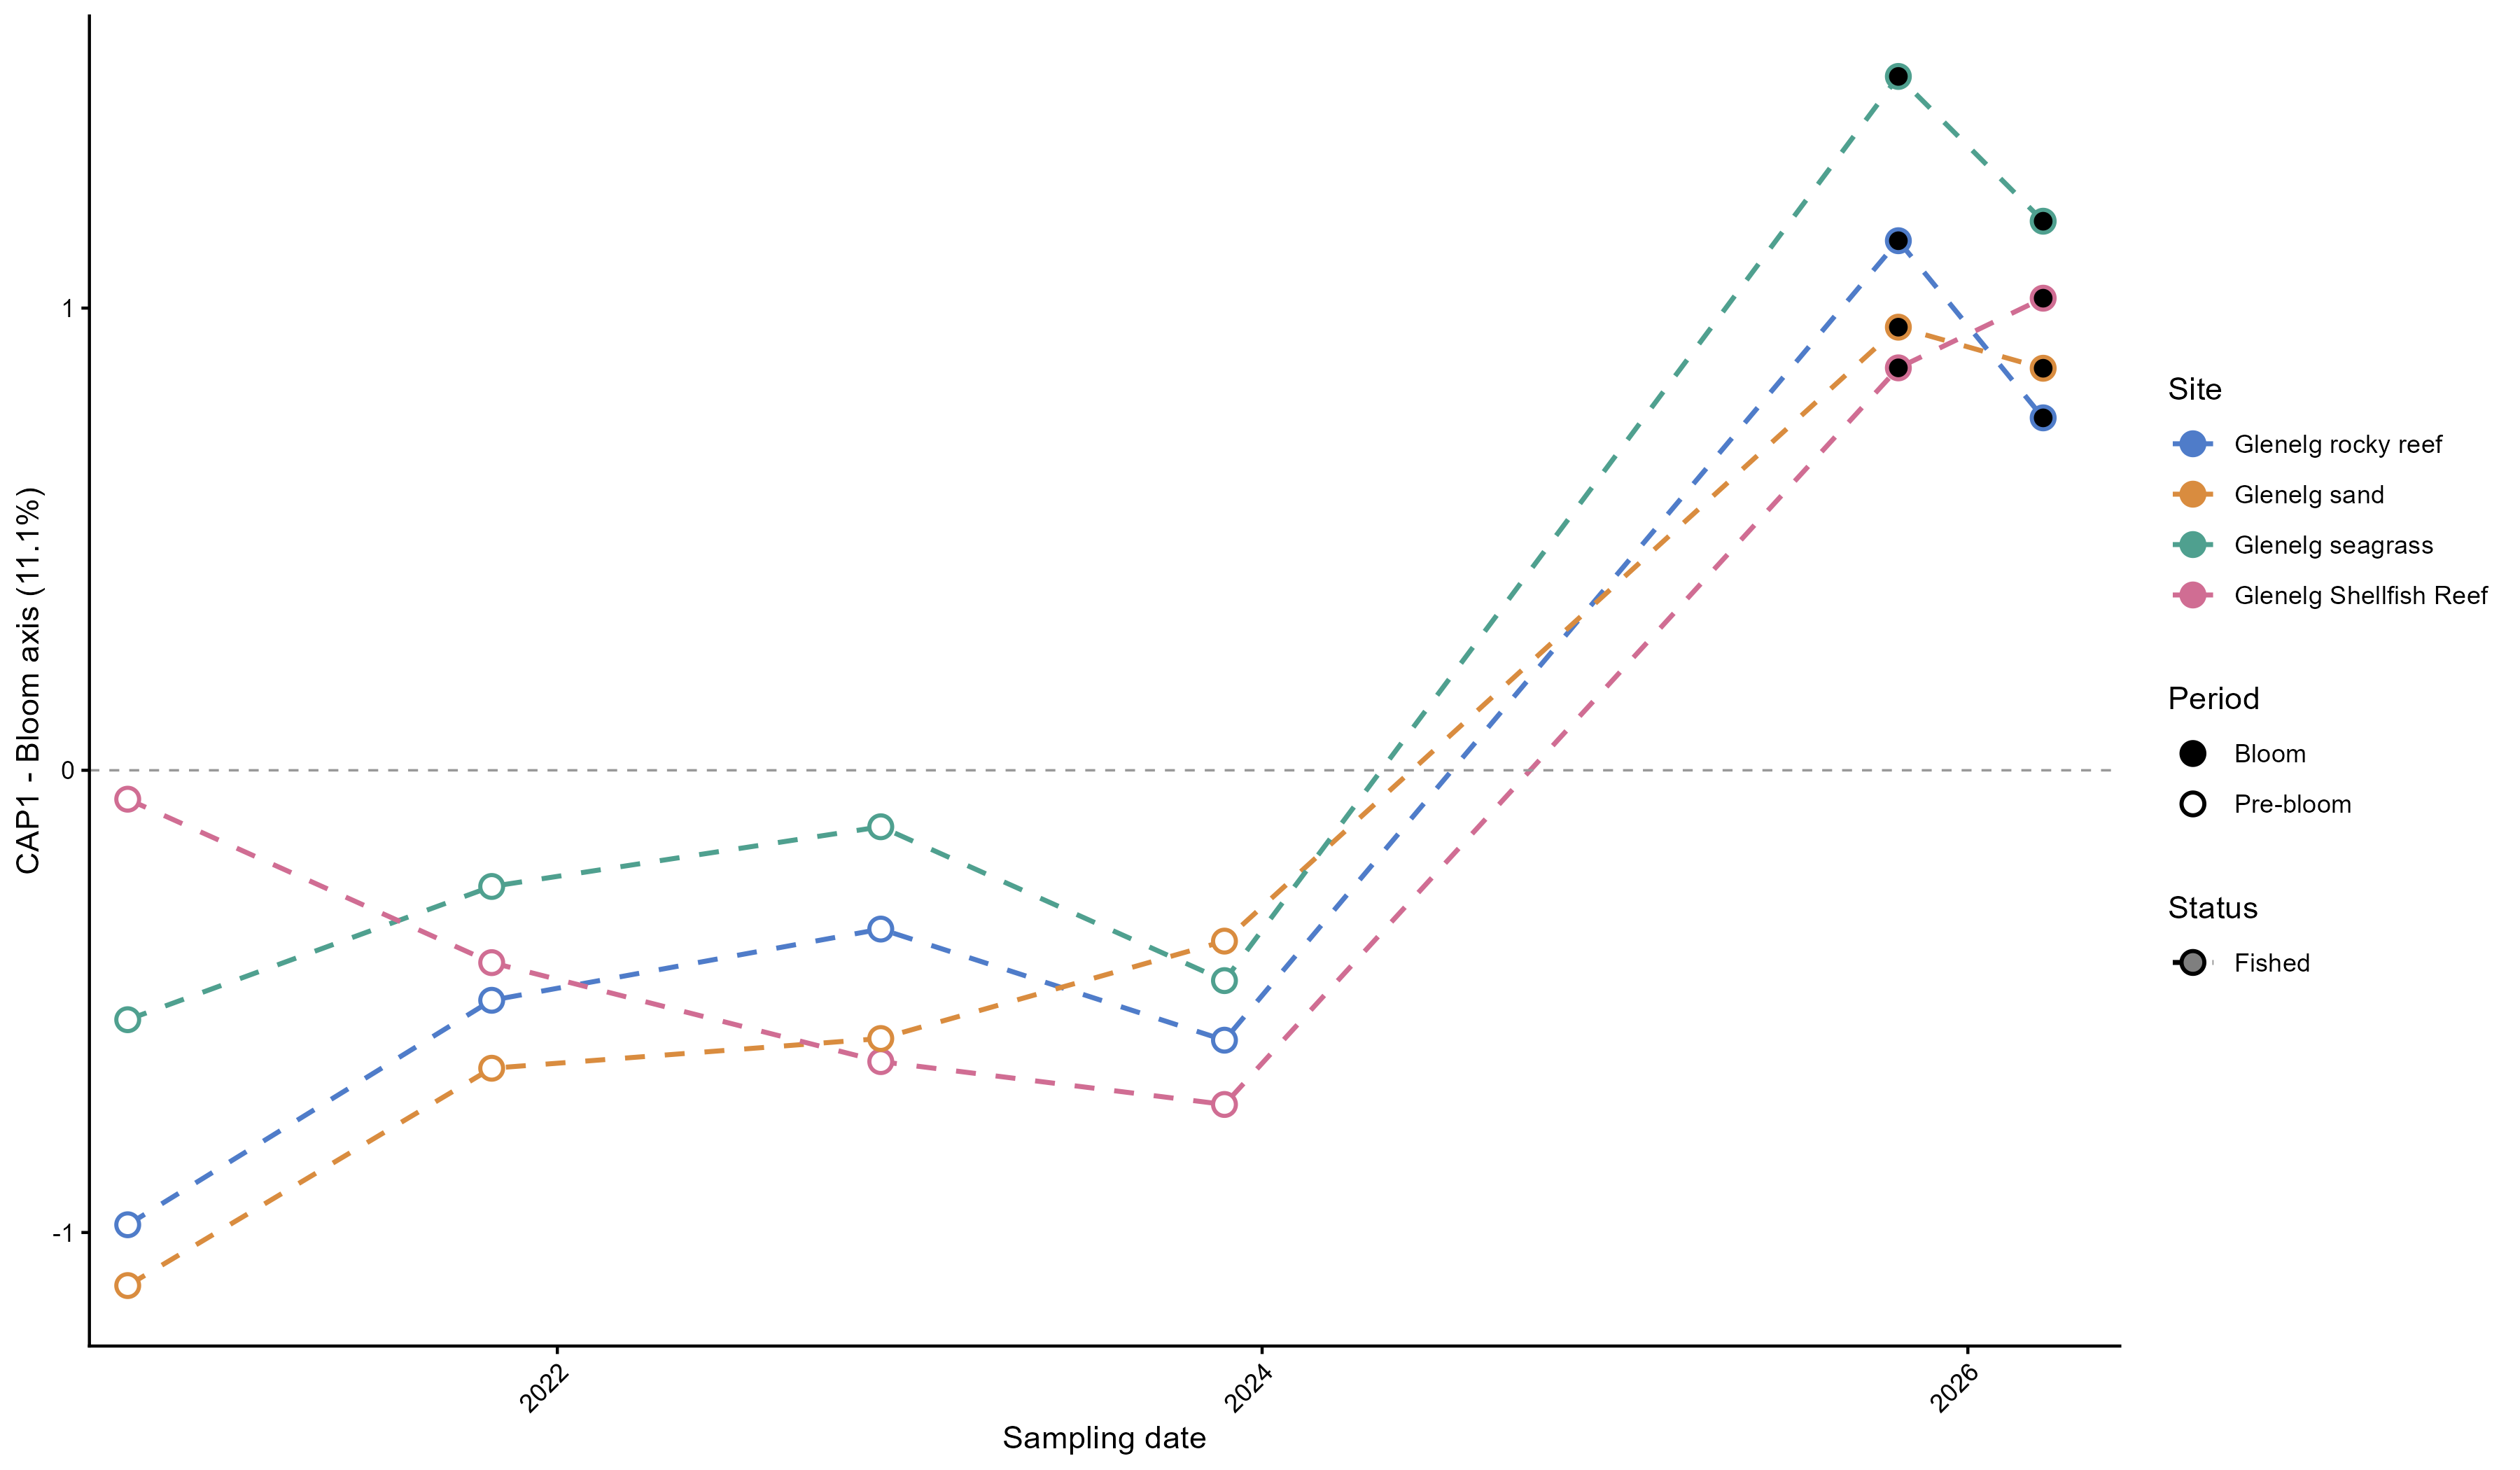 CAP1 - Bloom axis (11.1%)
1
0
-1
2022
2024
2026
Sampling date
Site
Glenelg rocky reef
Glenelg sand
Glenelg seagrass
Glenelg Shellfish Reef
Period
Bloom
Pre-bloom
Status
Fished